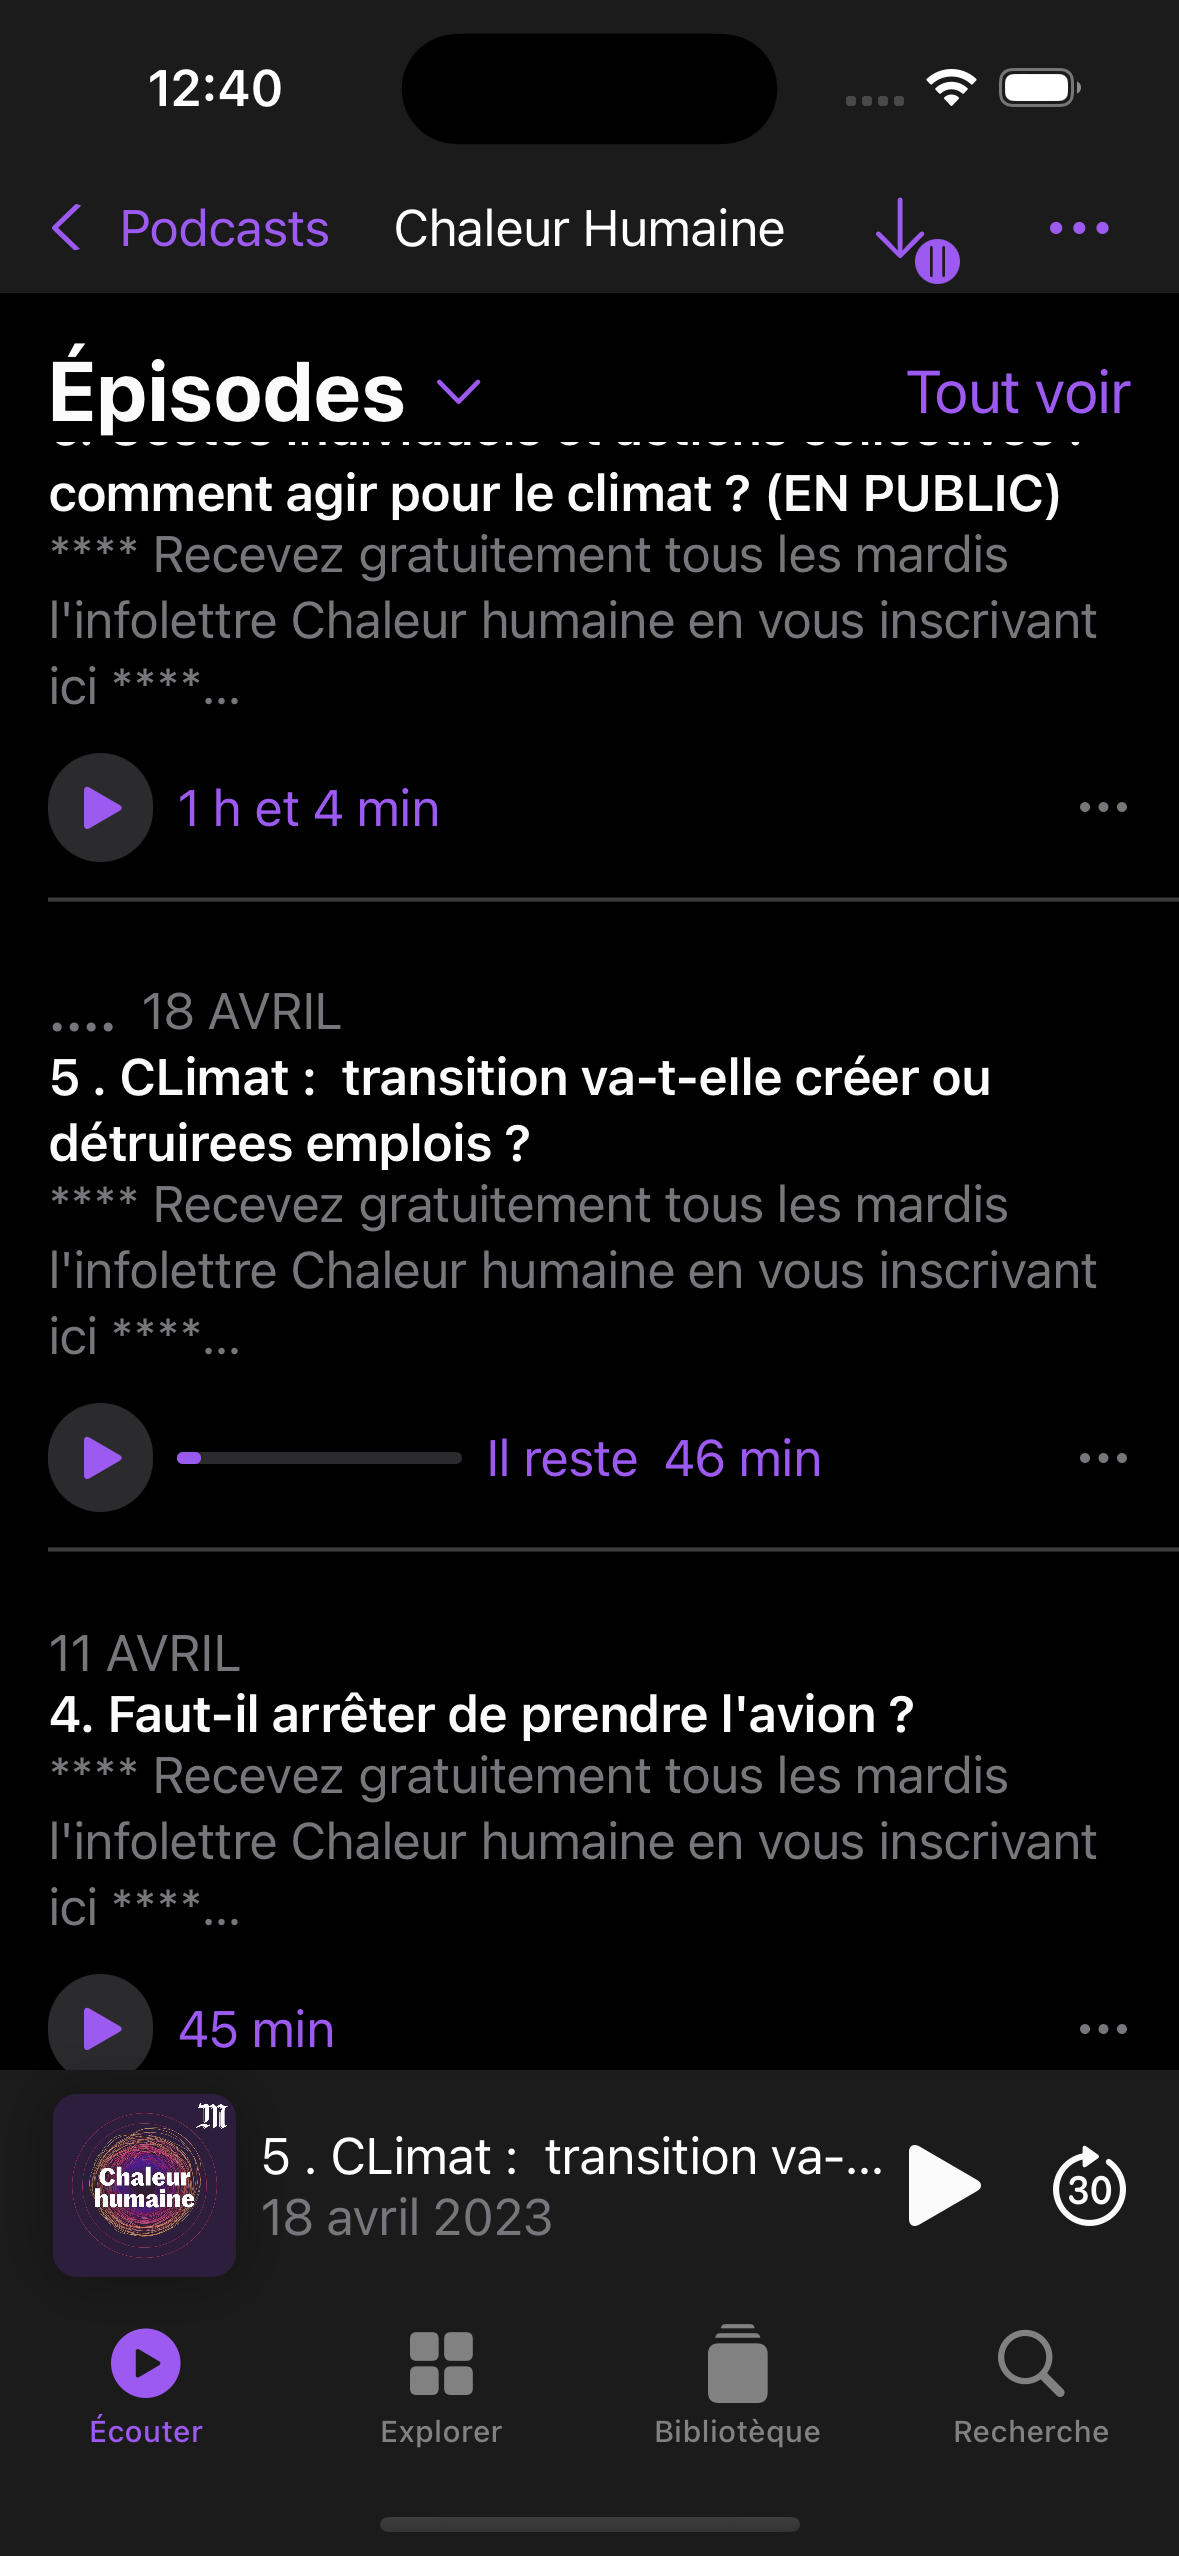 12:40
Podcasts
Chaleur Humaine
Épisodes
Tout voir
comment agir pour le climat ? (EN PUBLIC)
**** Recevez gratuitement tous les mardis
l'infolettre Chaleur humaine en vous inscrivant
ici ****...
1 h et 4 min
18 AVRIL
5 . CLimat :  transition va-t-elle créer ou
détruirees emplois ?
**** Recevez gratuitement tous les mardis
l'infolettre Chaleur humaine en vous inscrivant
ici ****...
Il reste  46 min
11 AVRIL
4. Faut-il arrêter de prendre l'avion ?
**** Recevez gratuitement tous les mardis
l'infolettre Chaleur humaine en vous inscrivant
ici ****...
45 min
M
Chaleur
humaine
5 . CLimat :  transition va-...
18 avril 2023
30
Écouter
Explorer
Bibliotèque
Recherche